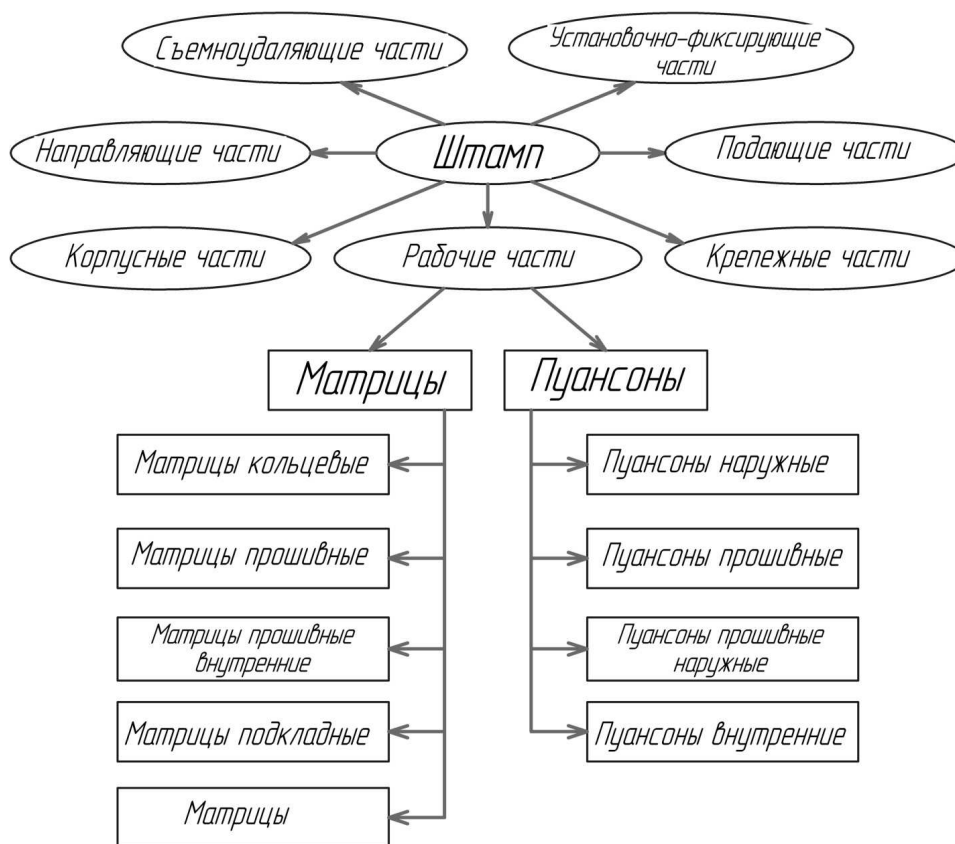 Съемноудаляющие части
Установочно-фиксирующие
части
Направляющие части
Штамп
Подающие части
Корпусные части
Рабочие части
Крепежные части
Матрицы
Пуансоны
Матрицы кольцевые
Пуансоны наружные
Матрицы прошивные
Пуансоны прошивные
Матрицы прошивные
внутренние
Пуансоны прошивные
наружные
Матрицы подкладные
Пуансоны внутренние
Матрицы